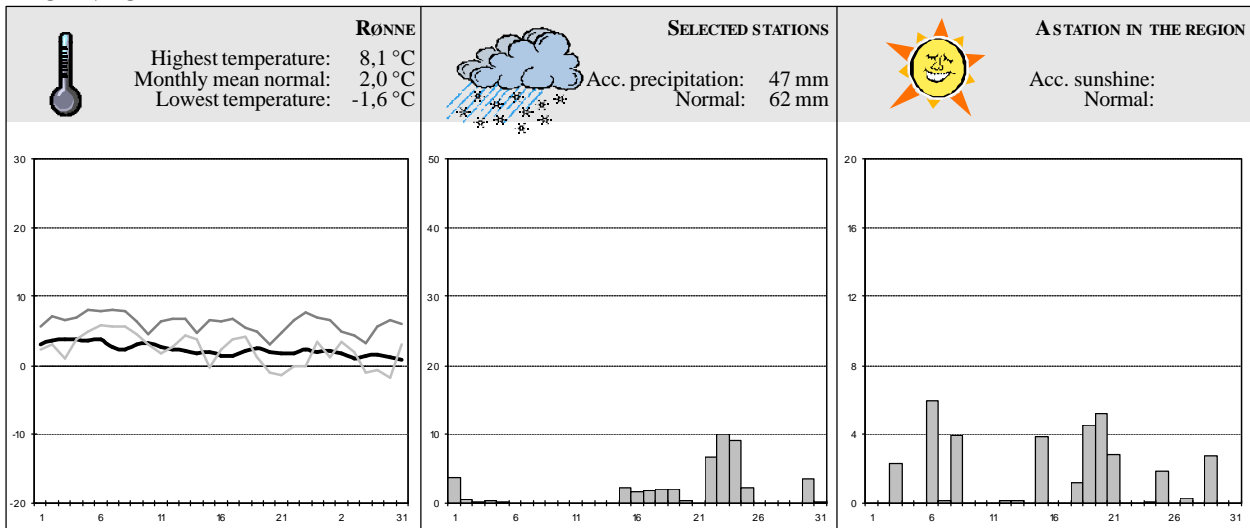 RØNNE
Highest temperature: 8,1 °C
Monthly mean normal: 2,0 °C
Lowest temperature: -1,6 °C
30
20
10
0
-10
-20
1 6 11 16 21 2 31
SELECTED STATIONS
Acc. precipitation: 47 mm
Normal: 62 mm
50
40
30
20
10
0
1 6 11 16 21 26 31
A STATION IN THE REGION
Acc. sunshine:
Normal:
20
16
12
8
4
0
1 6 11 16 21 26 31